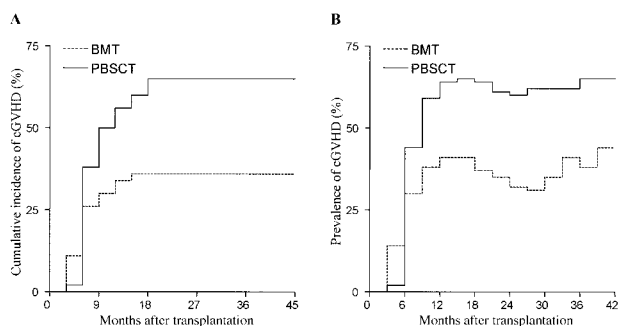 A
75
50
25
0
BMT
PBSCT
Cumulative incidence of cGVHD (%)
0 9 18 27 36 45
Months after transplantation
B
75
50
25
0
BMT
PBSCT
Prevalence of cGVHD (%)
0 6 12 18 24 30 36 42
Months after transplantation